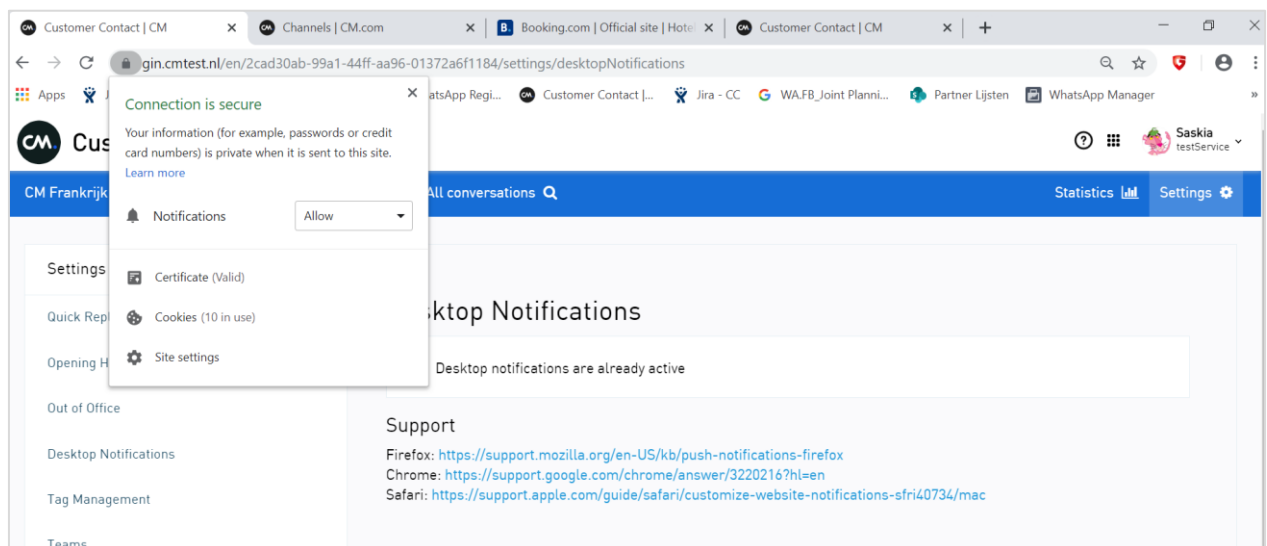 Customer Contact | CM
Channels | CM.com
Booking.com | Official site | Hotel
Customer Contact | CM
gin.cmtest.nl/en/2cad30ab-99a1-44ff-aa96-01372a6f1184/settings/desktopNotifications
Apps
atsApp Regi...
Customer Contact |...
Jira - CC
WA.FB_Joint Planni...
Partner Lijsten
WhatsApp Manager
»
Connection is secure
Your information (for example, passwords or credit
card numbers) is private when it is sent to this site.
Learn more
Notifications
Allow
Certificate (Valid)
Cookies (10 in use)
Site settings
CM.
Cus
Saskia
testService
CM Frankrijk
All conversations
Statistics
Settings
Settings
Quick Repl
Opening H
Out of Office
Desktop Notifications
Tag Management
Teams
sktop Notifications
Desktop notifications are already active
Support
Firefox: https://support.mozilla.org/en-US/kb/push-notifications-firefox
Chrome: https://support.google.com/chrome/answer/3220216?hl=en
Safari: https://support.apple.com/guide/safari/customize-website-notifications-sfri40734/mac